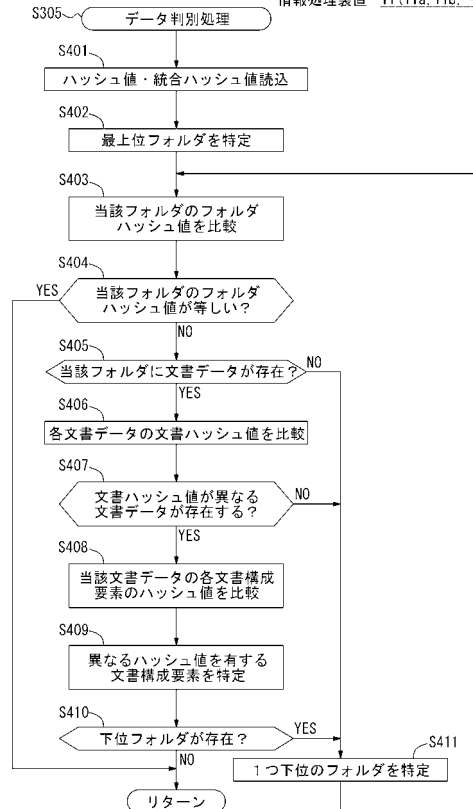 情報処理装置 11(11a, 11b,
S305
データ判別処理
S401
ハッシュ値・統合ハッシュ値読込
S402
最上位フォルダを特定
S403
当該フォルダのフォルダ
ハッシュ値を比較
S404
当該フォルダのフォルダ
ハッシュ値が等しい?
YES
NO
S405
当該フォルダに文書データが存在?
NO
YES
S406
各文書データの文書ハッシュ値を比較
S407
文書ハッシュ値が異なる
文書データが存在する?
NO
YES
S408
当該文書データの各文書構成
要素のハッシュ値を比較
S409
異なるハッシュ値を有する
文書構成要素を特定
S410
下位フォルダが存在?
YES
NO
S411
1つ下位のフォルダを特定
リターン